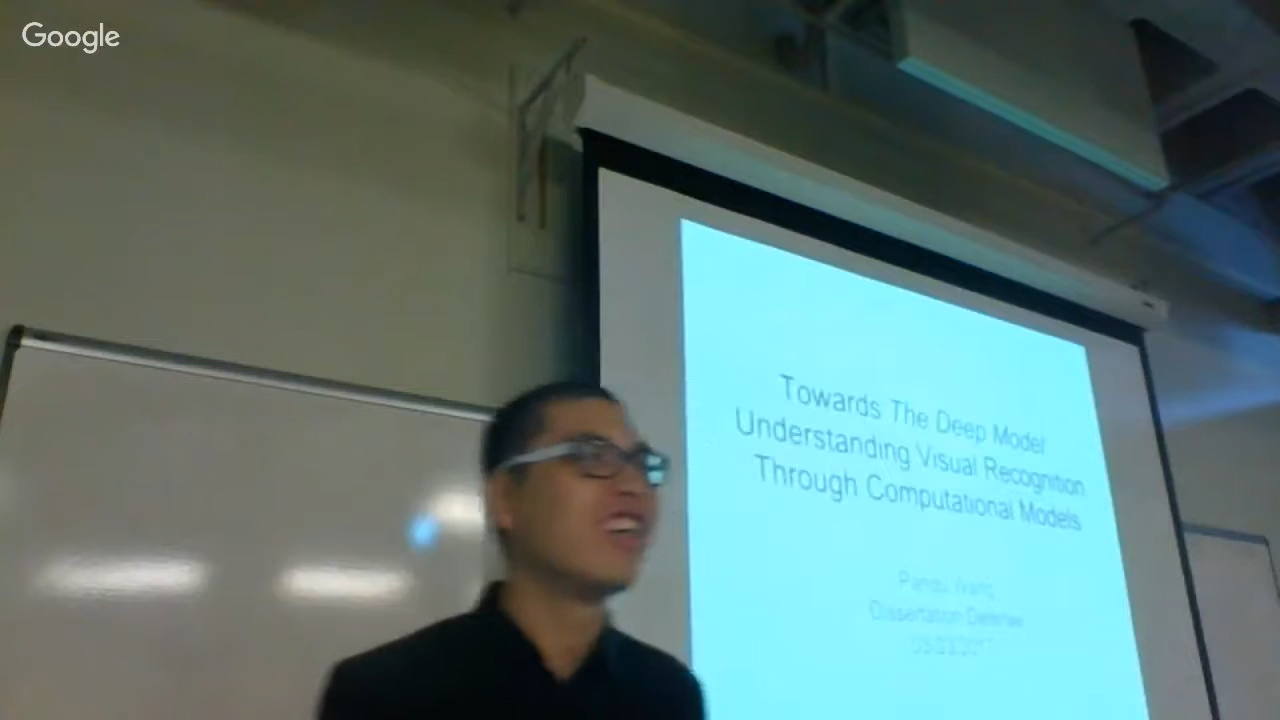 Google
Towards The Deep Model
Understanding Visual Recognition
Through Computational Models
Dissertation Defense